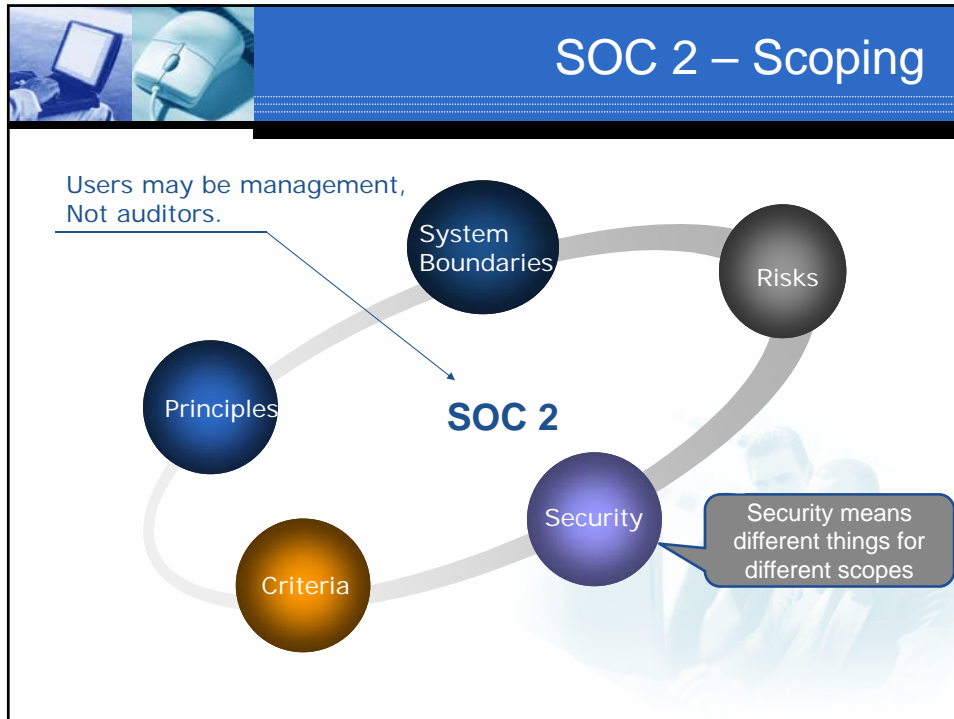 SOC 2 – Scoping
Users may be management,
Not auditors.
System
Boundaries
Risks
Principles
SOC 2
Security
Security means
different things for
different scopes
Criteria